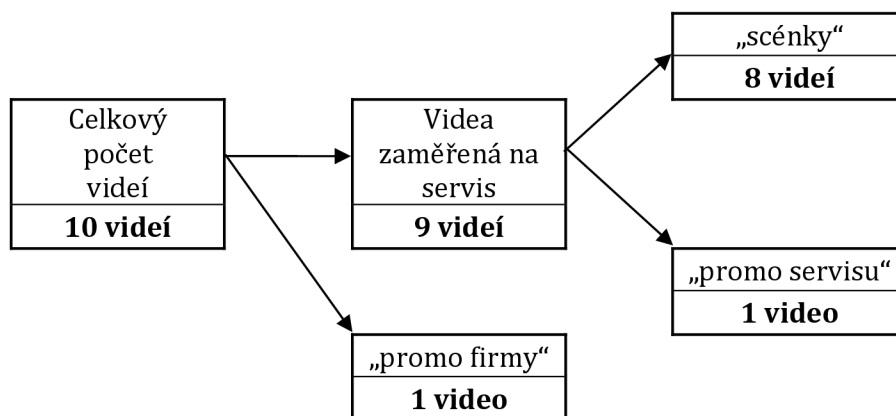 „scénky“
8 videí
Celkový
počet
videí
10 videí
Videa
zaměřená na
servis
9 videí
„promo servisu“
1 video
„promo firmy“
1 video